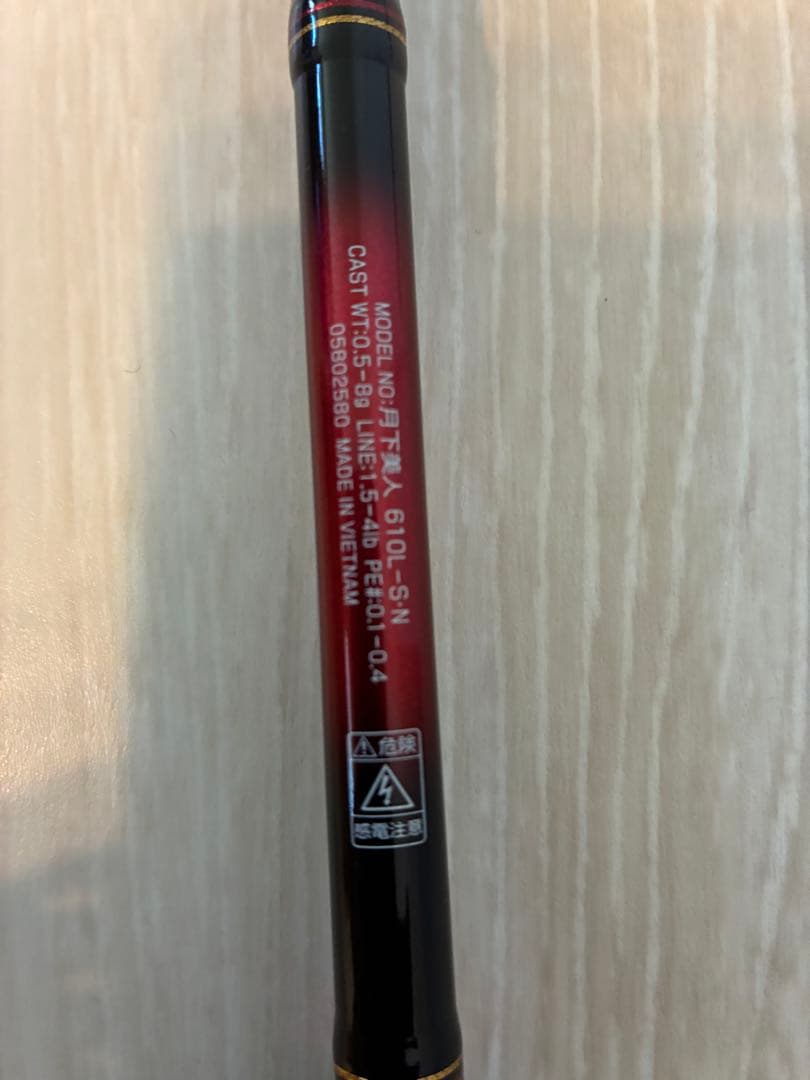 MODEL NO:月下美人 610L-S·N
CAST WT:0.5-8g LINE:1.5-4lb PE#:0.1-0.4
05802580 MADE IN VIETNAM
⚠危険
感電注意